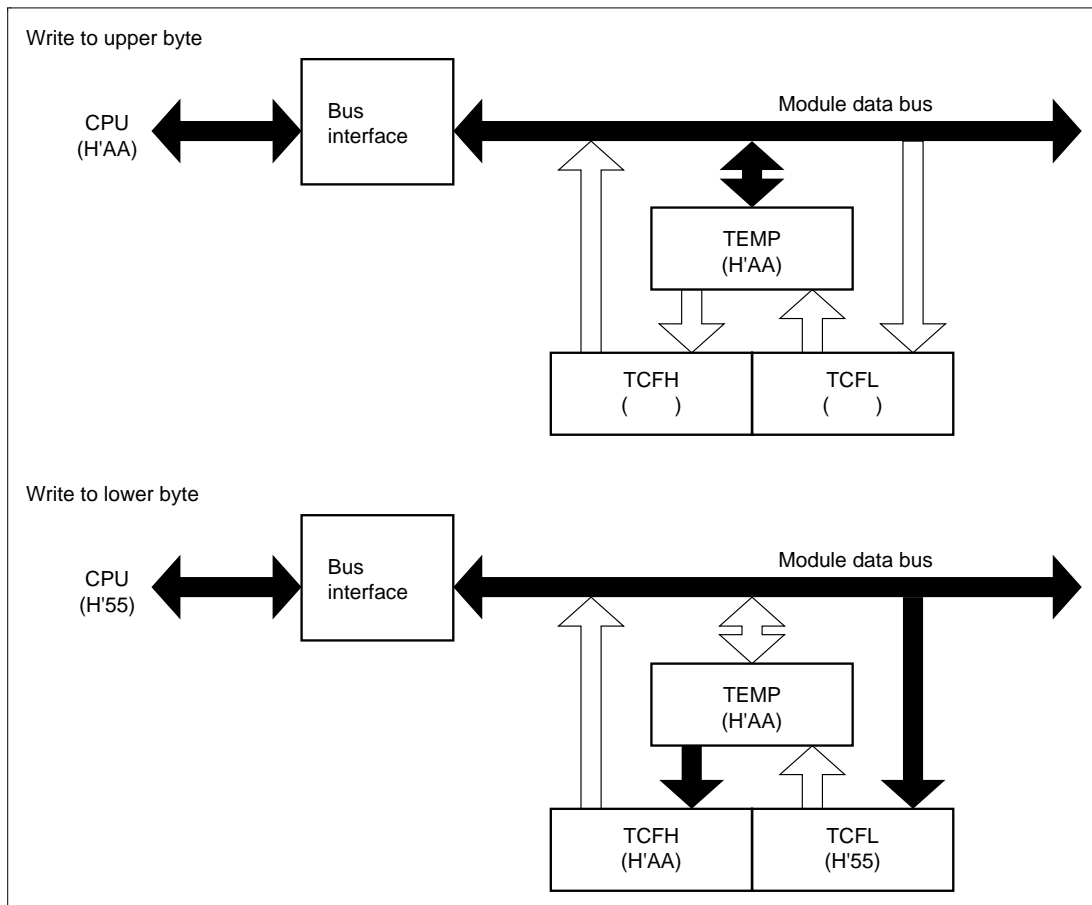 Write to upper byte
CPU
(H'AA)
Bus
interface
Module data bus
TEMP
(H'AA)
TCFH
(      )
TCFL
(      )
Write to lower byte
CPU
(H'55)
Bus
interface
Module data bus
TEMP
(H'AA)
TCFH
(H'AA)
TCFL
(H'55)